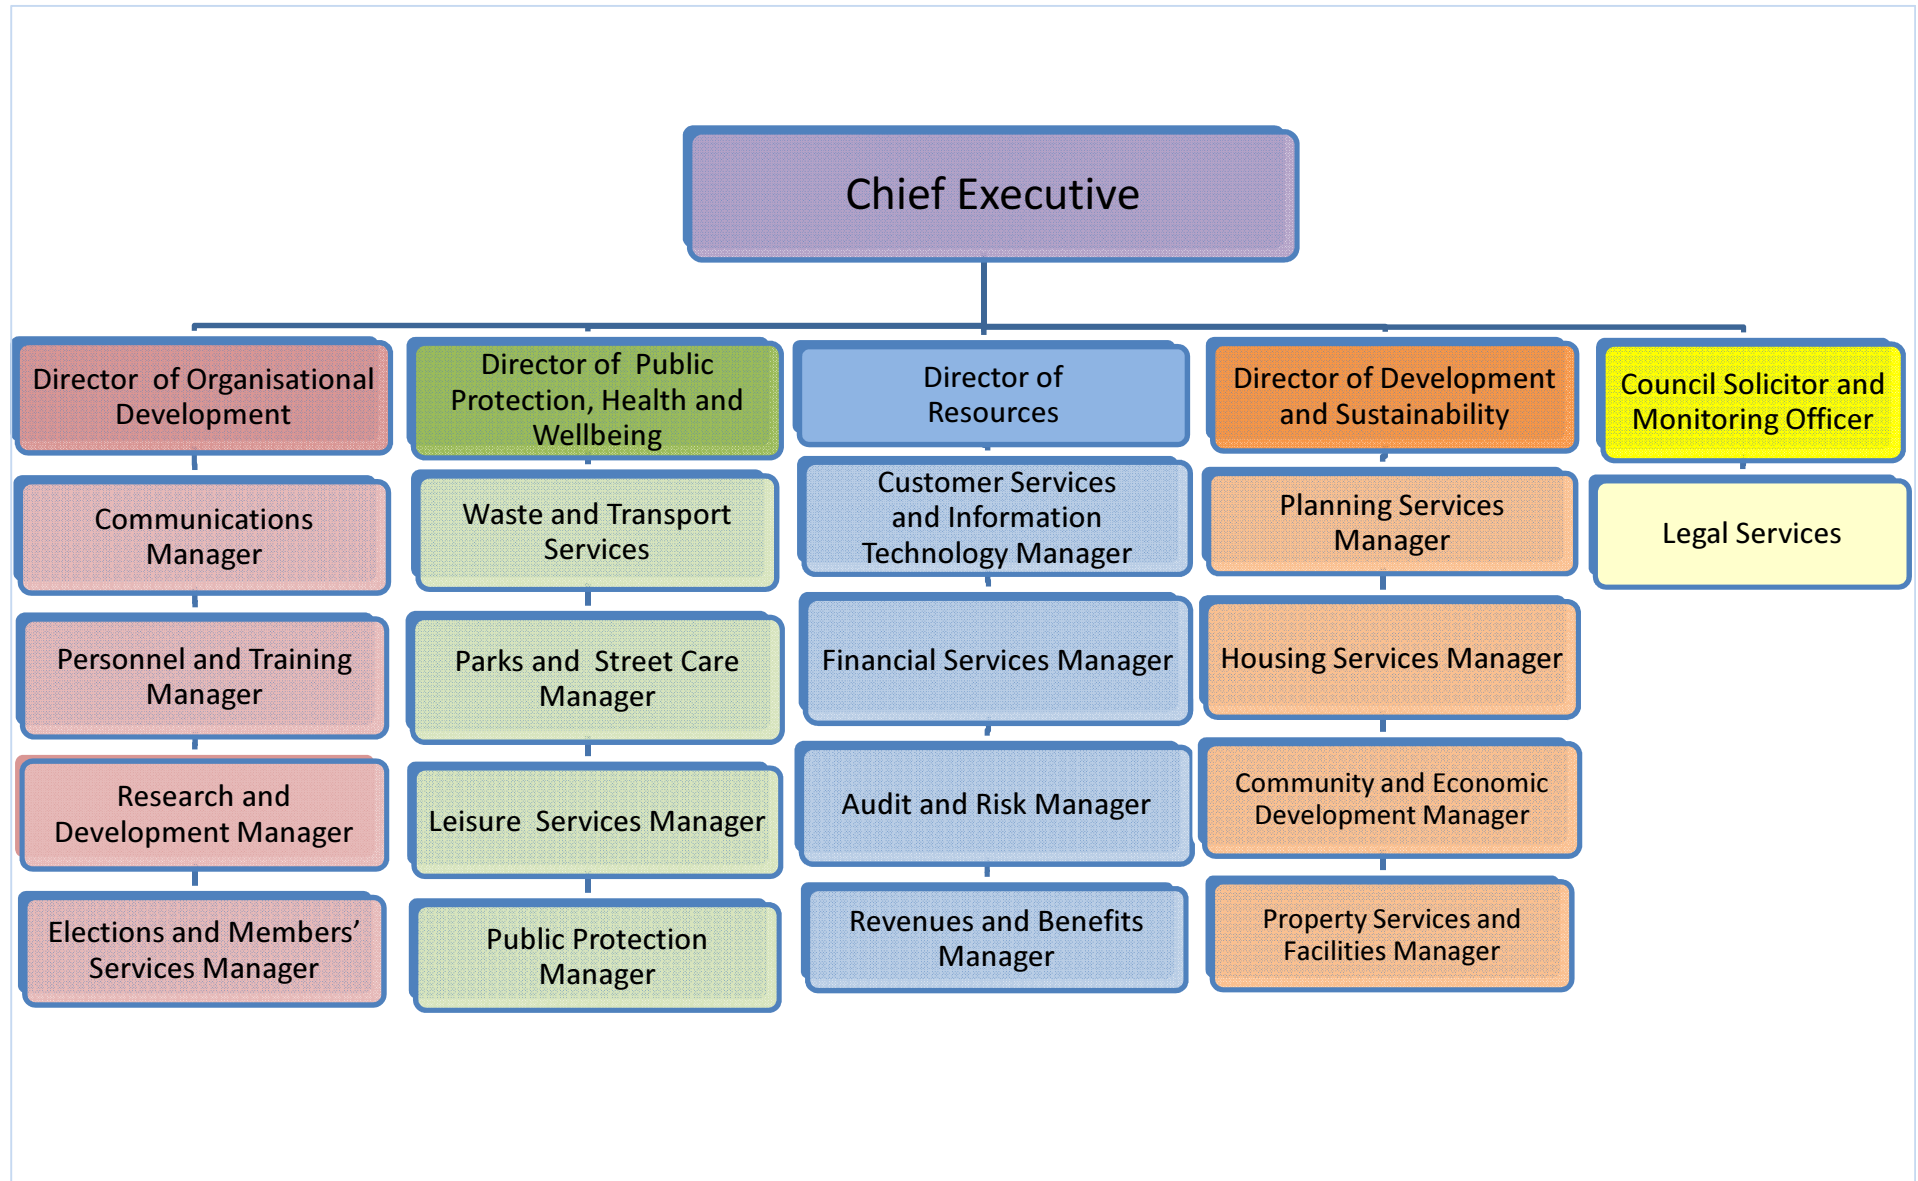 Chief Executive
Director of Organisational
Development
Communications
Manager
Personnel and Training
Manager
Research and
Development Manager
Elections and Members’
Services Manager
Director of Public
Protection, Health and
Wellbeing
Waste and Transport
Services
Parks and Street Care
Manager
Leisure Services Manager
Public Protection
Manager
Director of
Resources
Customer Services
and Information
Technology Manager
Financial Services Manager
Audit and Risk Manager
Revenues and Benefits
Manager
Director of Development
and Sustainability
Planning Services
Manager
Housing Services Manager
Community and Economic
Development Manager
Property Services and
Facilities Manager
Council Solicitor and
Monitoring Officer
Legal Services